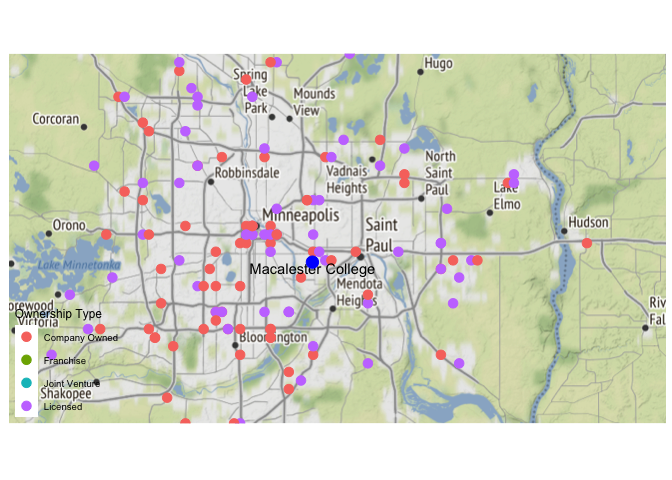 Hugo
Spring
Lake
Park
Mounds
View
Corcoran
North
Saint
Paul
Vadnais
Heights
Robbinsdale
Lake
Elmo
Minneapolis
Saint
Paul
Orono
Hudson
Lake Minnetonka
Macalester College
Mendota
Heights
orewood
Ownership Type
Victoria
Riv
Fal
Company Owned
Bloomington
Franchise
Joint Venture
Shakopee
Licensed